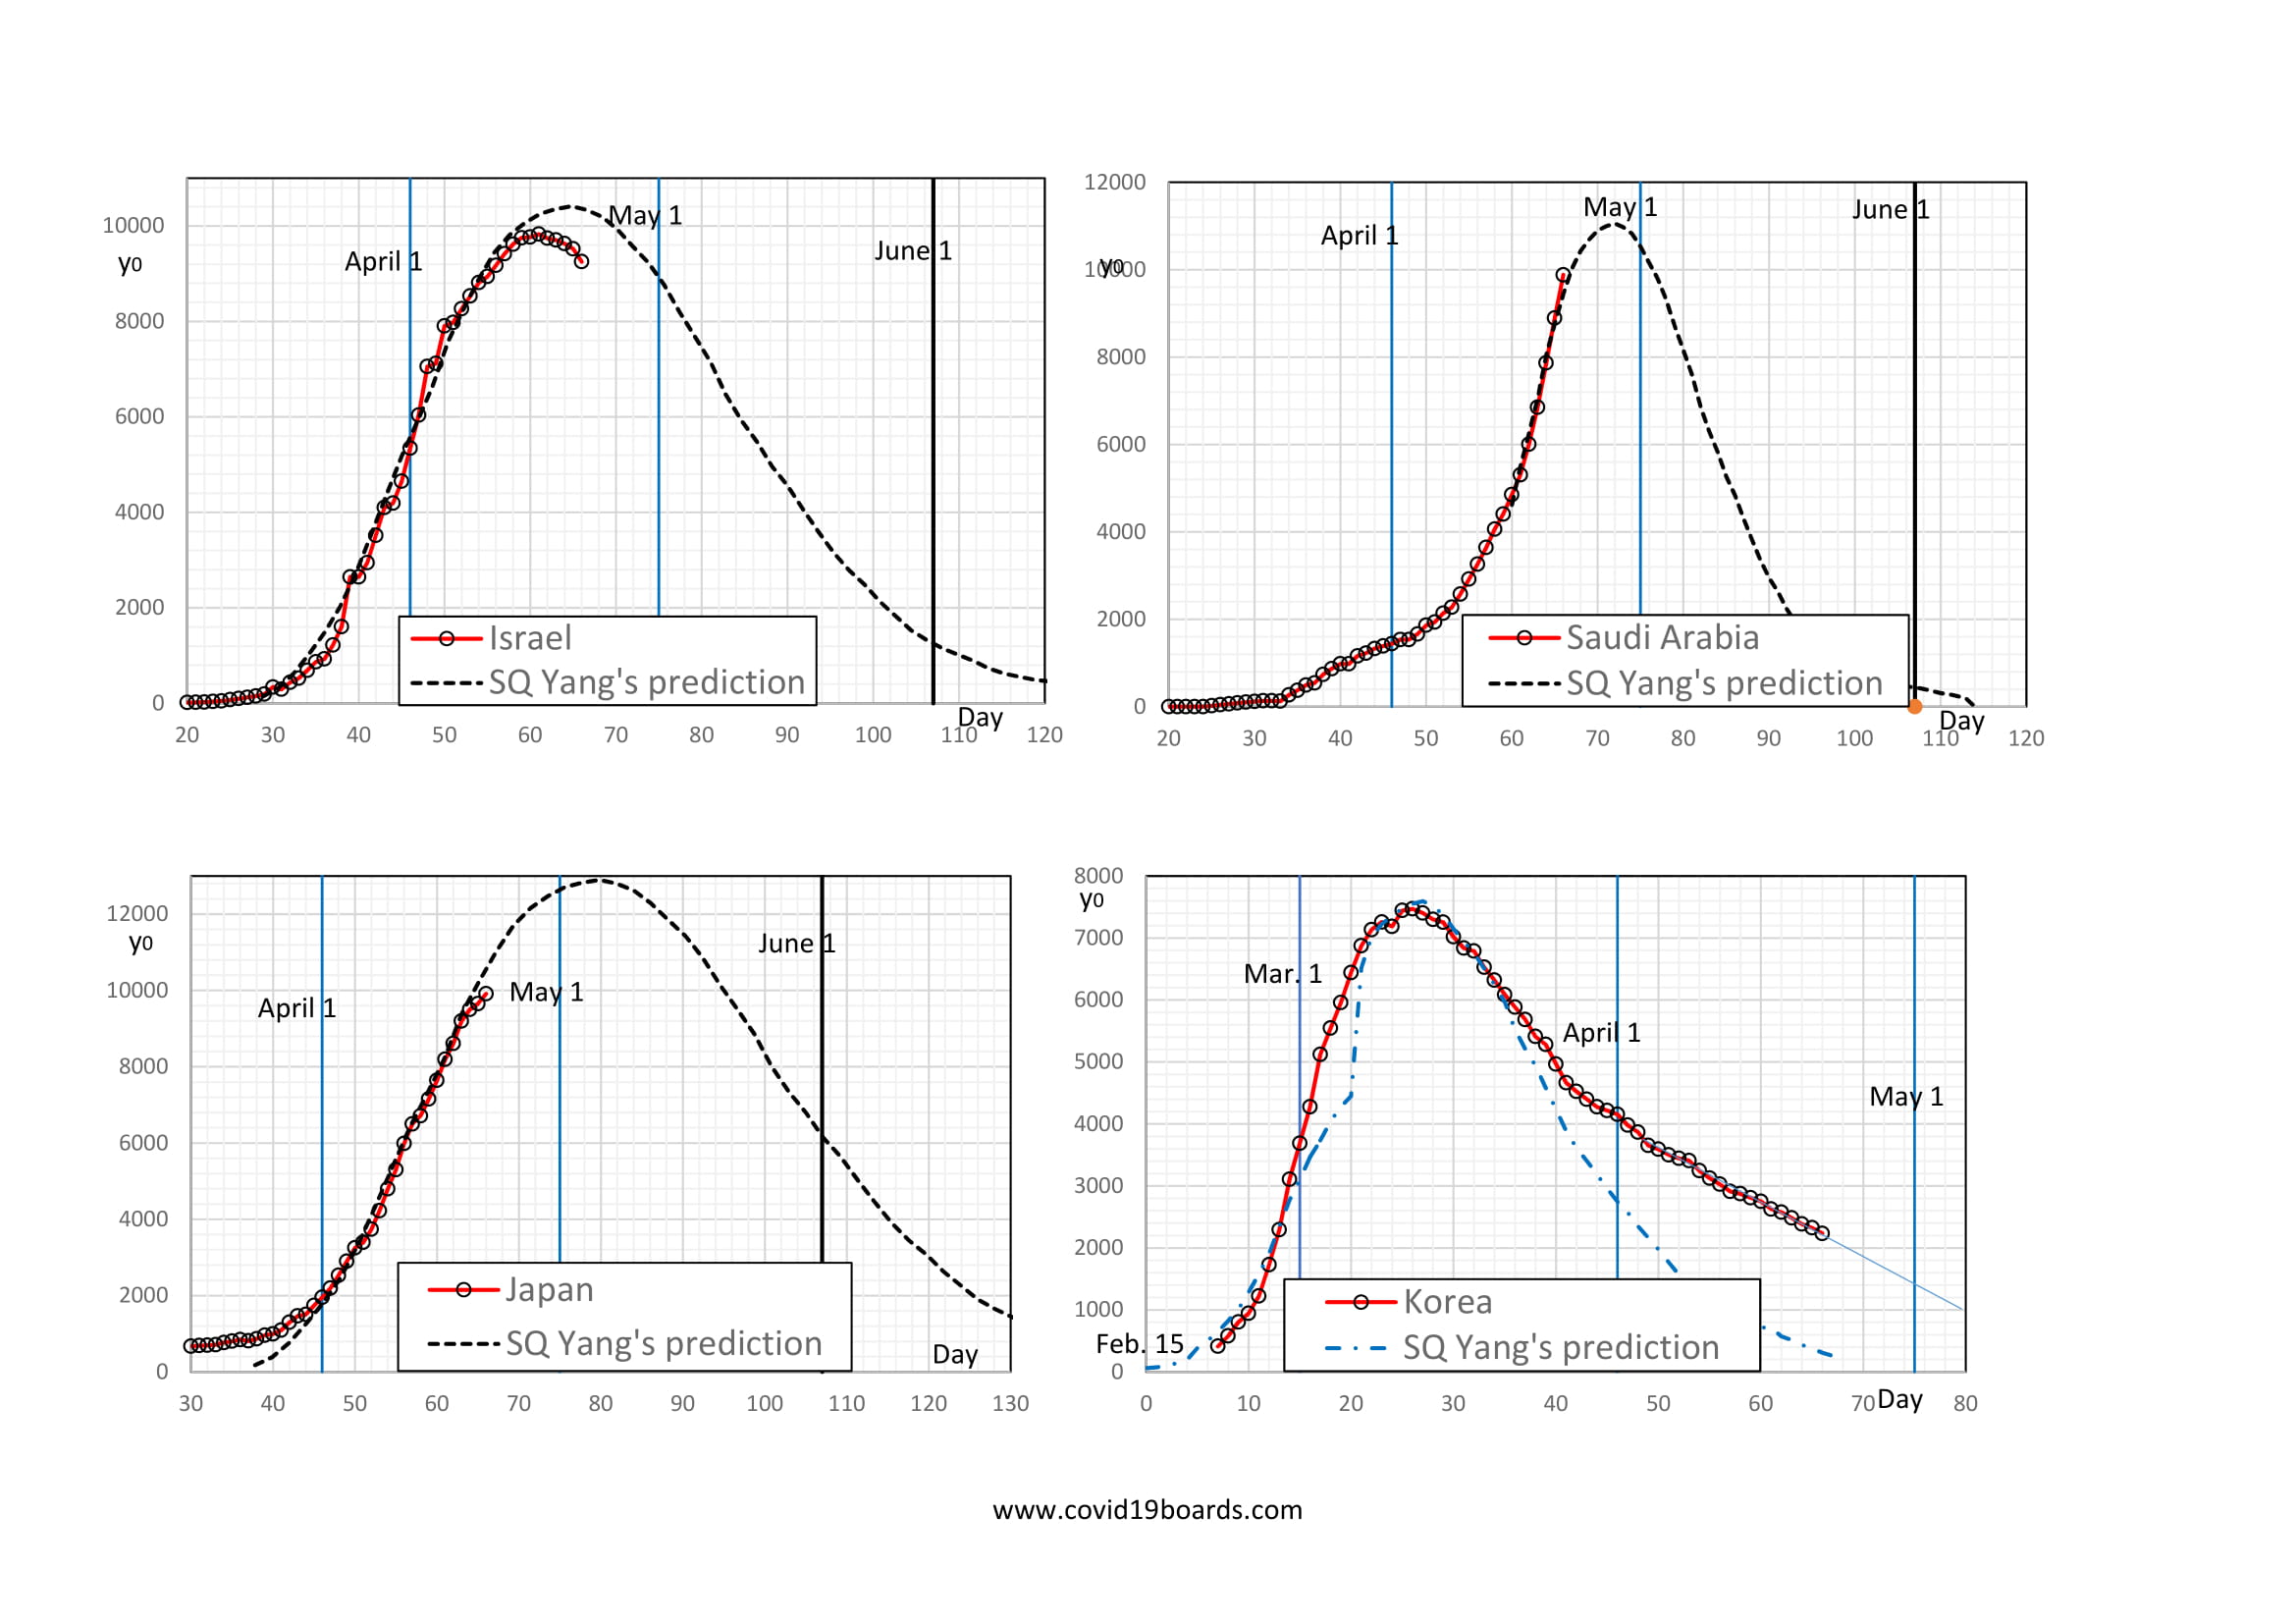 10000
y0
8000
6000
4000
2000
0
April 1
May 1
June 1
Israel
SQ Yang's prediction
Day
20 30 40 50 60 70 80 90 100 110 120
12000
10000
y0
8000
6000
4000
2000
0
April 1
May 1
June 1
Saudi Arabia
SQ Yang's prediction
Day
20 30 40 50 60 70 80 90 100 110 120
12000
y0
10000
8000
6000
4000
2000
0
June 1
April 1
May 1
Japan
SQ Yang's prediction
Day
30 40 50 60 70 80 90 100 110 120 130
8000
y0
7000
6000
5000
4000
3000
2000
1000
0
Mar. 1
April 1
May 1
Feb. 15
Korea
SQ Yang's prediction
0 10 20 30 40 50 60 70 Day 80
www.covid19boards.com